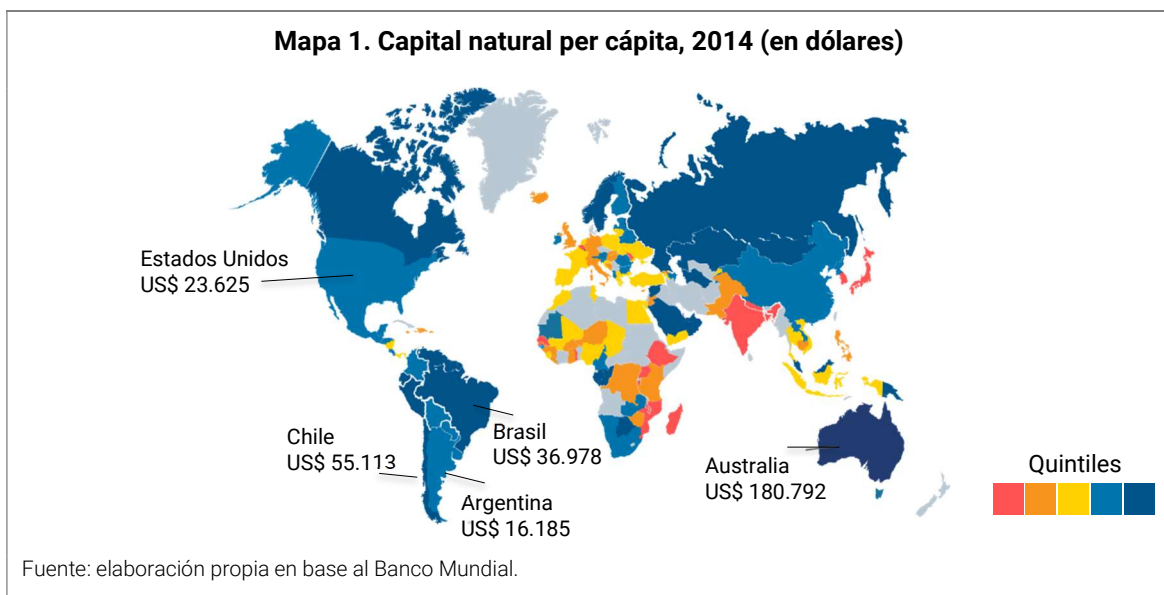 Mapa 1. Capital natural per cápita, 2014 (en dólares)
Estados Unidos
US$ 23.625
Chile
US$ 55.113
Brasil
US$ 36.978
Argentina
US$ 16.185
Australia
US$ 180.792
Quintiles
Fuente: elaboración propia en base al Banco Mundial.